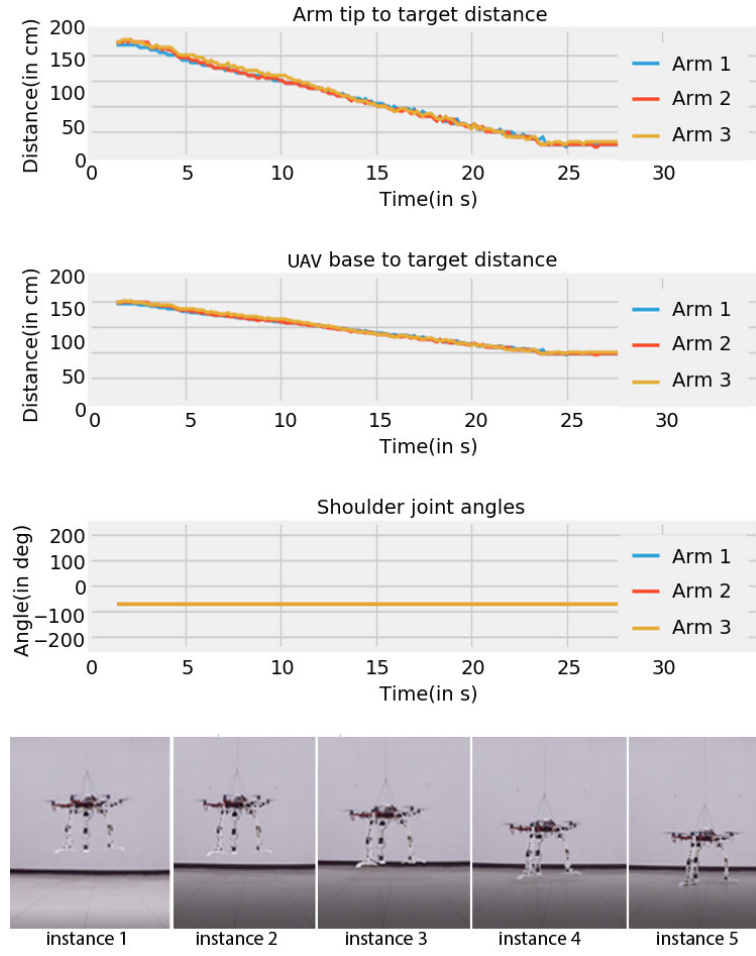 Arm tip to target distance
200
150
100
50
0
Distance(in cm)
Arm 1
Arm 2
Arm 3
0 5 10 15 20 25 30
Time(in s)
UAV base to target distance
200
150
100
50
0
Distance(in cm)
Arm 1
Arm 2
Arm 3
0 5 10 15 20 25 30
Time(in s)
Shoulder joint angles
200
100
0
−100
−200
Angle(in deg)
Arm 1
Arm 2
Arm 3
0 5 10 15 20 25 30
Time(in s)
instance 1 instance 2 instance 3 instance 4 instance 5